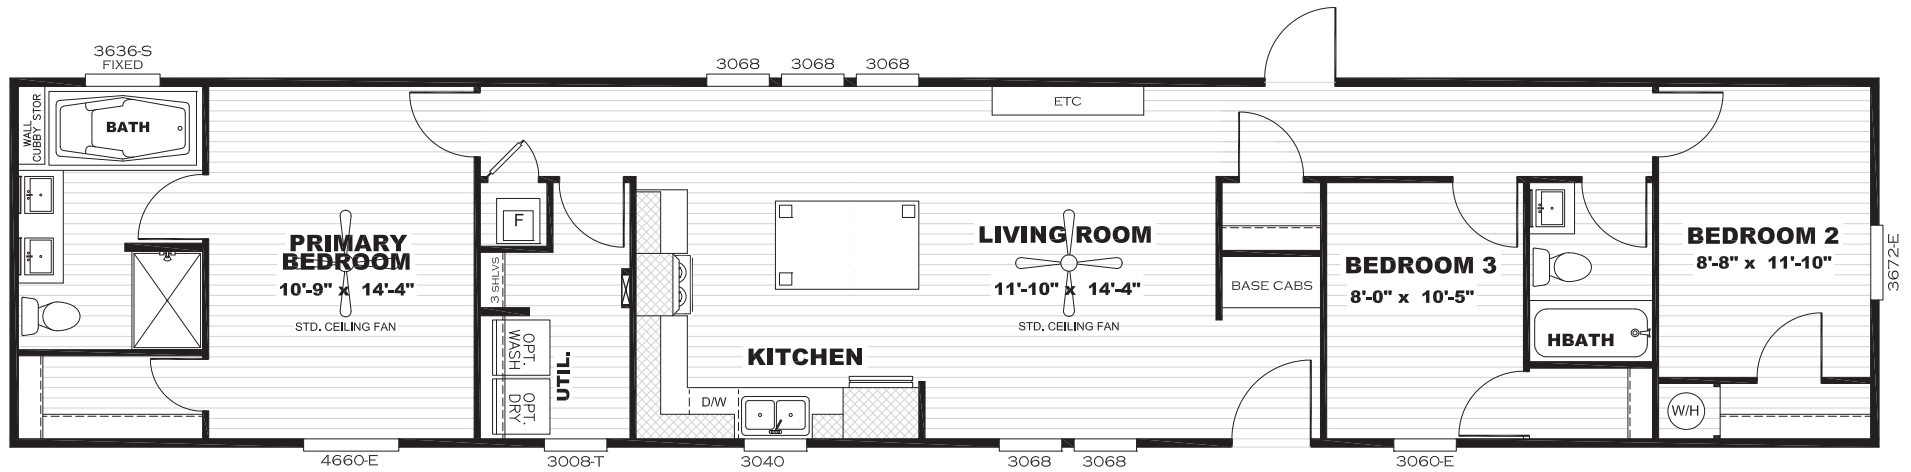 3636-S
FIXED
3068
3068
3068
WALL
CUBBY STOR
BATH
ETC
F
PRIMARY
BEDROOM
10'-9" x 14'-4"
STD. CEILING FAN
3 SHLVS
OPT.
WASH
OPT.
DRY
UTIL.
KITCHEN
D/W
LIVING ROOM
11'-10" x 14'-4"
STD. CEILING FAN
BASE CABS
BEDROOM 3
8'-0" x 10'-5"
HBATH
BEDROOM 2
8'-8" x 11'-10"
W/H
3672-E
4660-E
3008-T
3040
3068
3068
3060-E